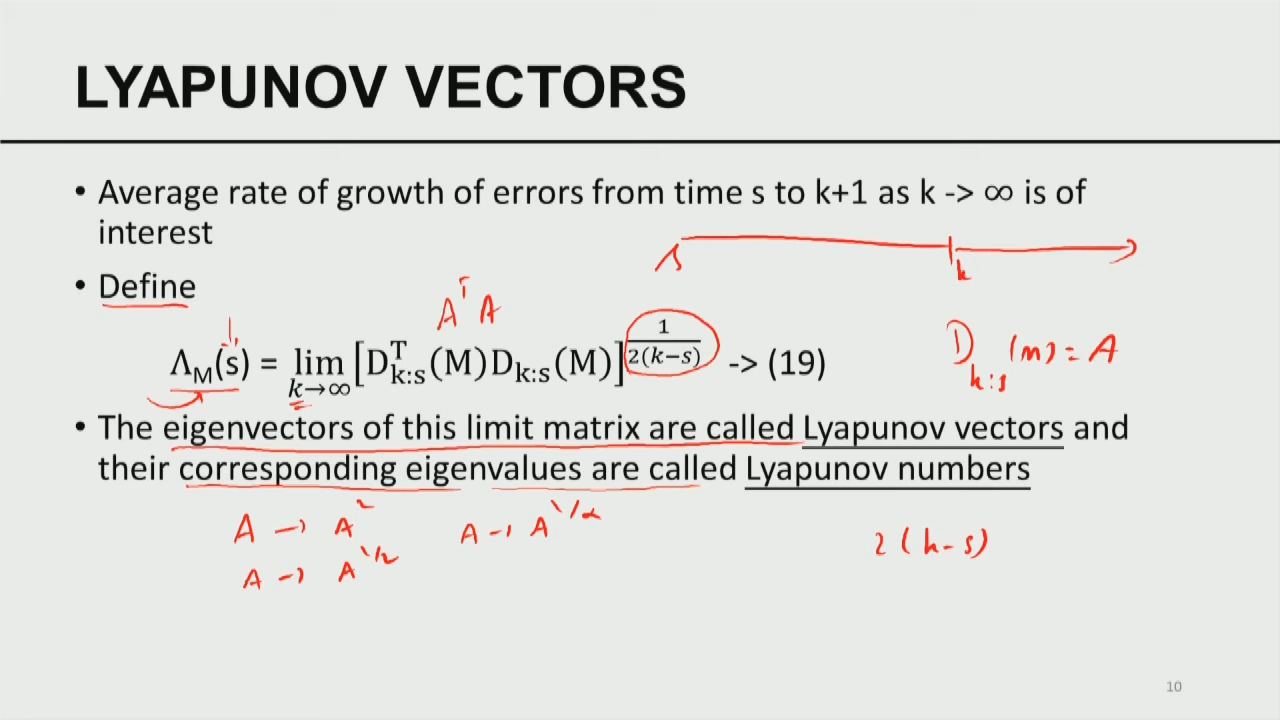 LYAPUNOV VECTORS
• Average rate of growth of errors from time s to k+1 as k -> ∞ is of
interest
s k
• Define
AᵀA
Λ_M(s) = lim_{k→∞} [Dᵀ_{k:s}(M)D_{k:s}(M)]^{1/2(k−s)} -> (19)
D_{k:s}(m) = A
• The eigenvectors of this limit matrix are called Lyapunov vectors and
their corresponding eigenvalues are called Lyapunov numbers
A → A² A → A^{1/α}
A → A^{1/2}
2(k-s)
10